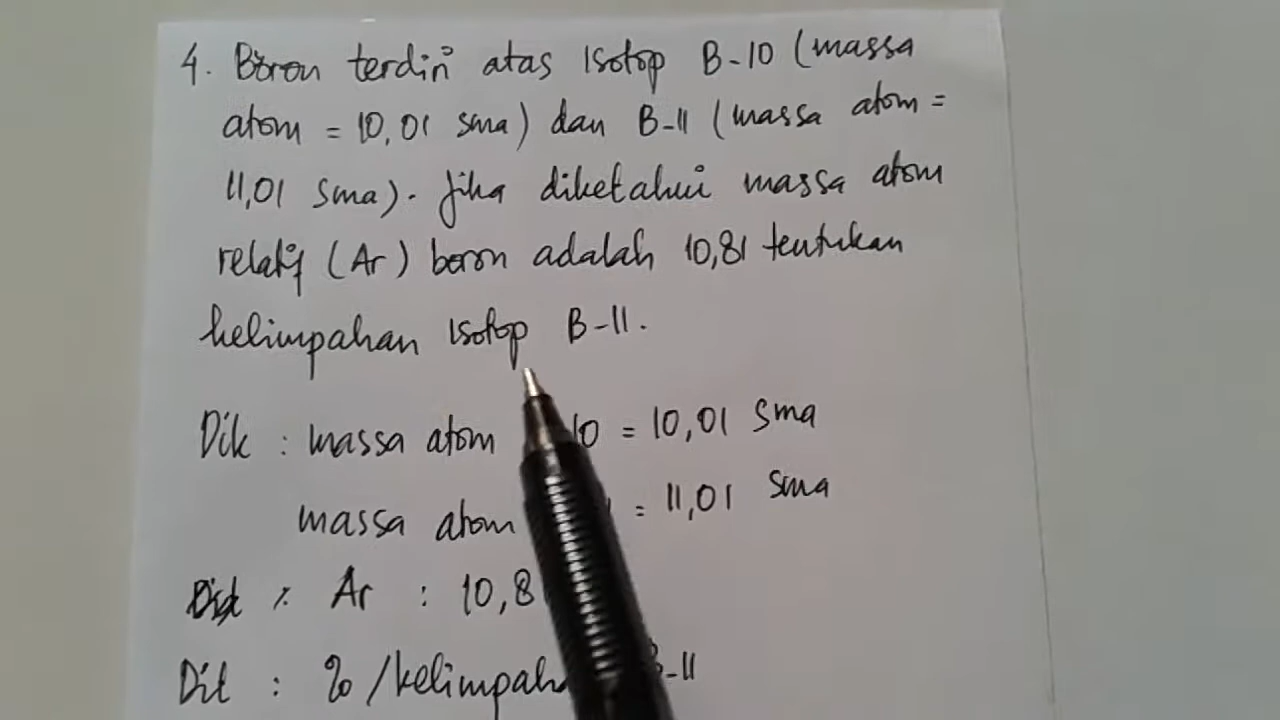 4. Boron terdiri atas Isotop B-10 (massa
atom = 10,01 sma) dan B-11 (massa atom =
11,01 sma). Jika diketahui massa atom
relatif (Ar) boron adalah 10,81 tentukan
kelimpahan Isotop B-11.
Dik : massa atom 10 = 10,01 sma
massa atom = 11,01 sma
Ar : 10,8
Dit : % /kelimpah B-11